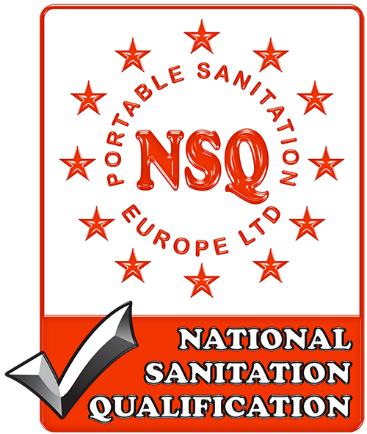 PORTABLE SANITATION
NSQ
EUROPE LTD
NATIONAL
SANITATION
QUALIFICATION